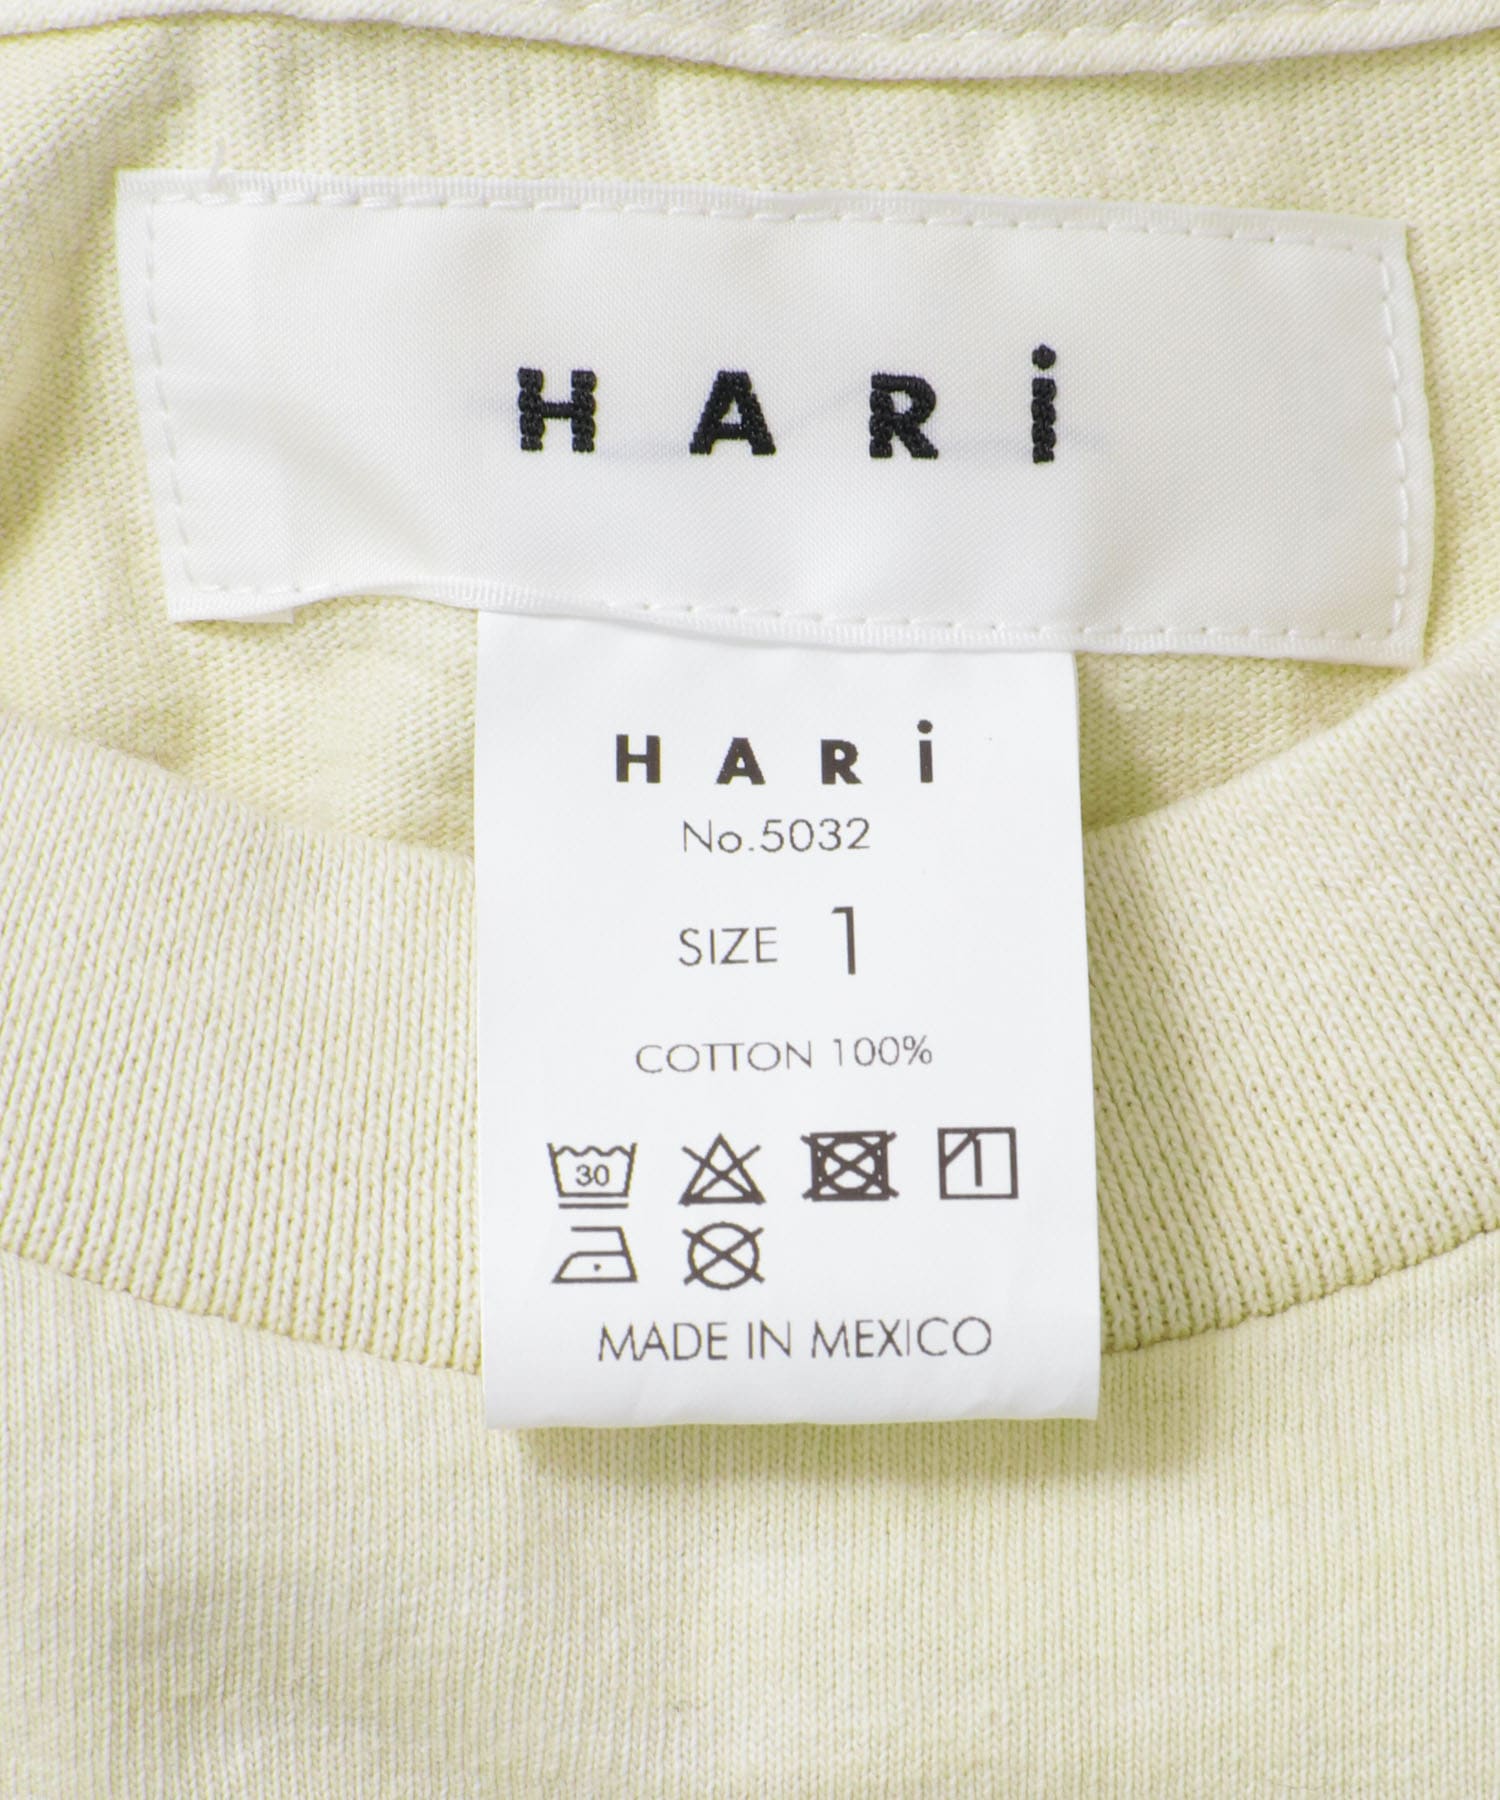 HARi
HARi
No.5032
SIZE 1
COTTON 100%
30
MADE IN MEXICO